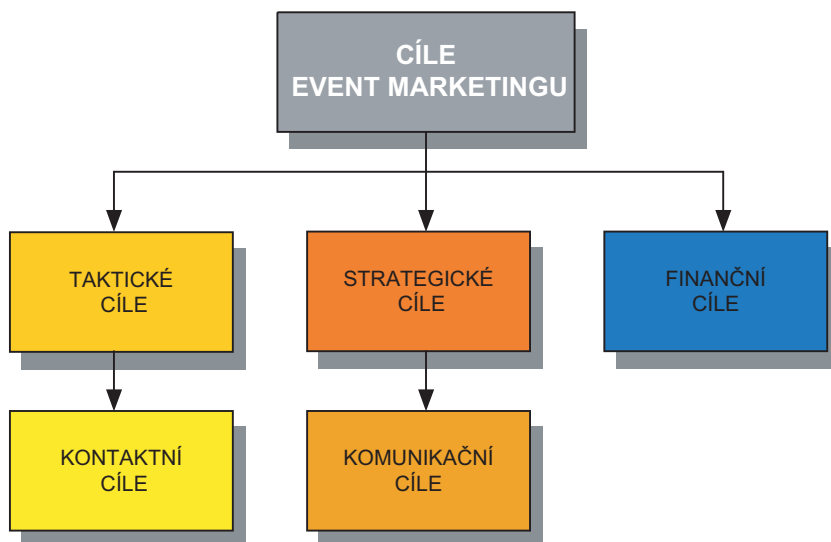 CÍLE
EVENT MARKETINGU
TAKTICKÉ
CÍLE
STRATEGICKÉ
CÍLE
FINANČNÍ
CÍLE
KONTAKTNÍ
CÍLE
KOMUNIKAČNÍ
CÍLE